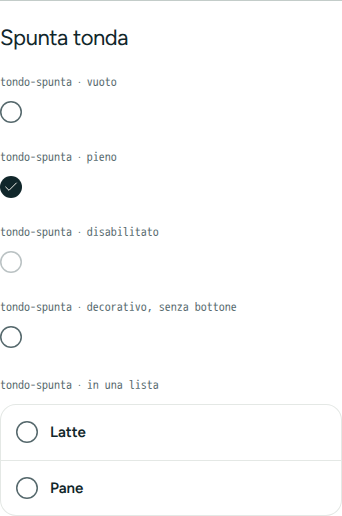 Spunta tonda
tondo-spunta · vuoto
tondo-spunta · pieno
tondo-spunta · disabilitato
tondo-spunta · decorativo, senza bottone
tondo-spunta · in una lista
Latte
Pane